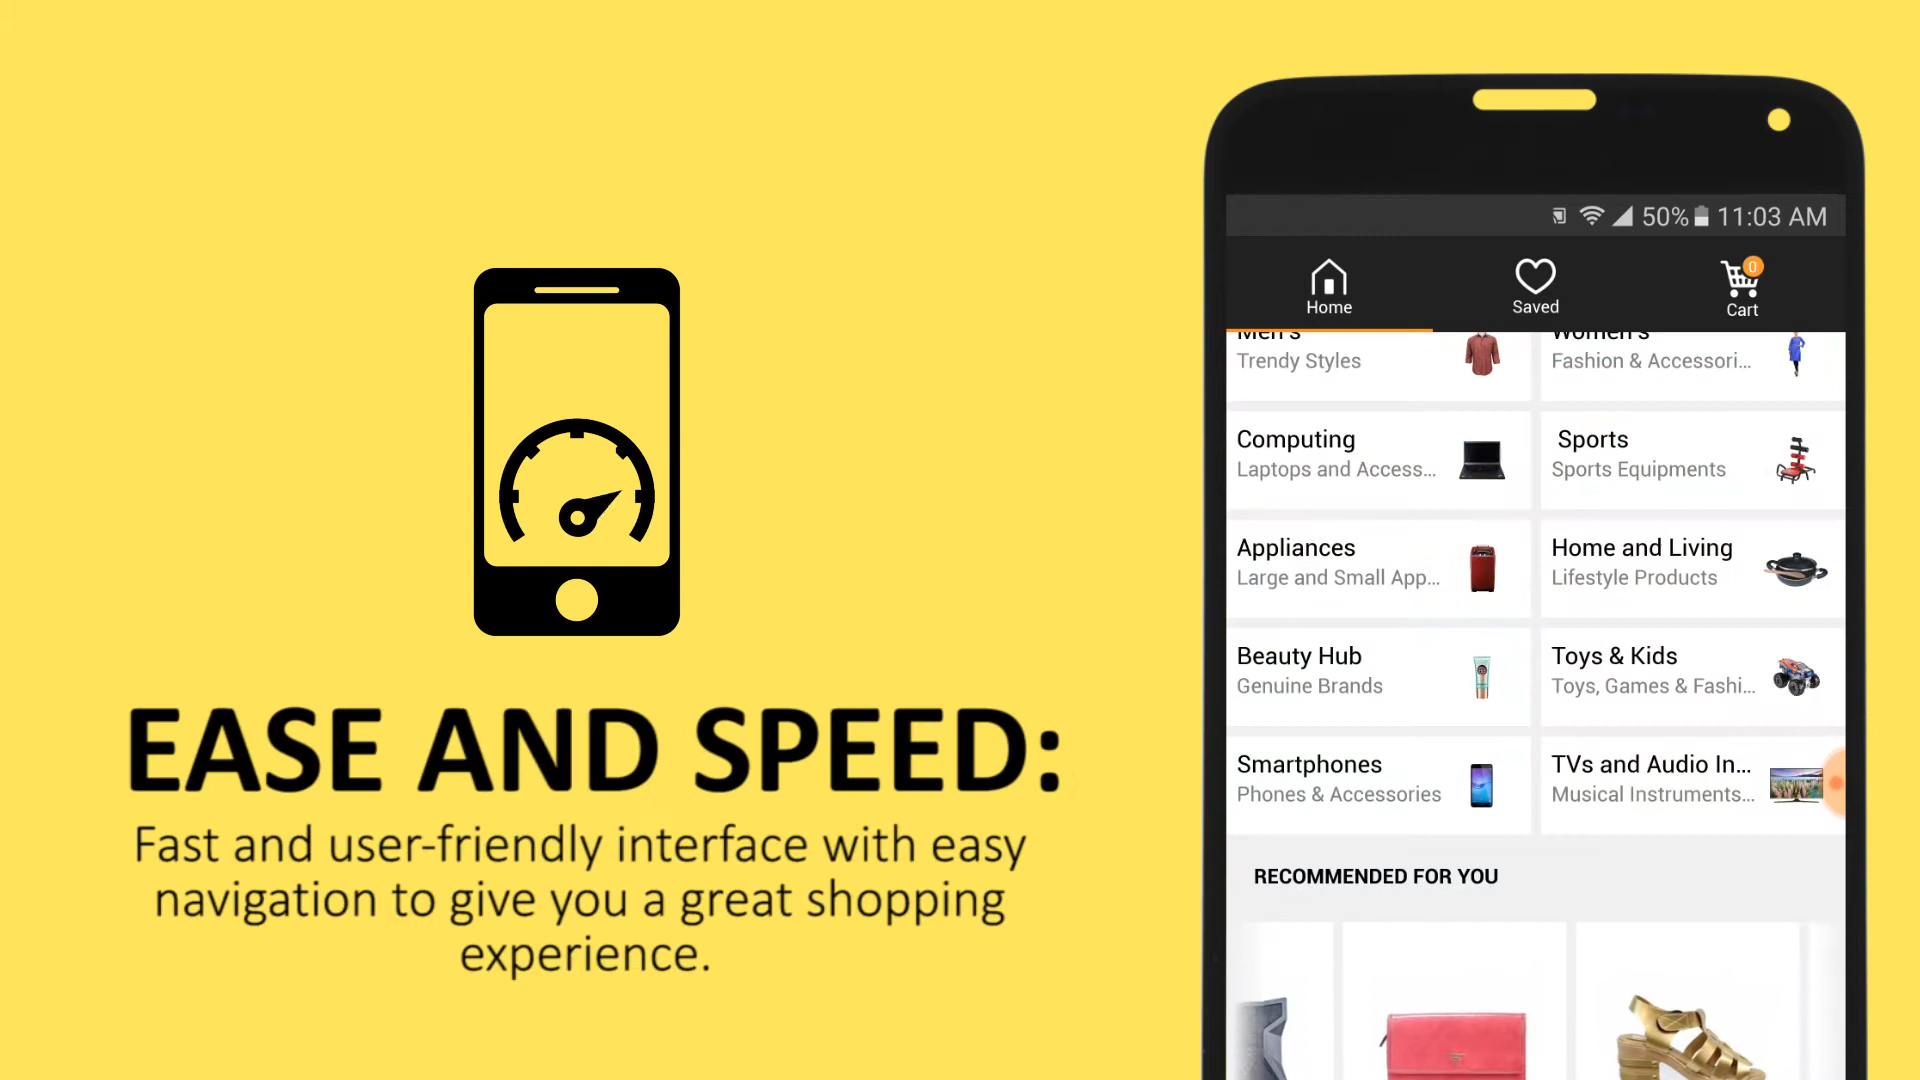 EASE AND SPEED:
Fast and user-friendly interface with easy
navigation to give you a great shopping
experience.
50% 11:03 AM
Home
Saved
0
Cart
Men's
Trendy Styles
Women's
Fashion & Accessori...
Computing
Laptops and Access...
Sports
Sports Equipments
Appliances
Large and Small App...
Home and Living
Lifestyle Products
Beauty Hub
Genuine Brands
Toys & Kids
Toys, Games & Fashi...
Smartphones
Phones & Accessories
TVs and Audio In...
Musical Instruments...
RECOMMENDED FOR YOU